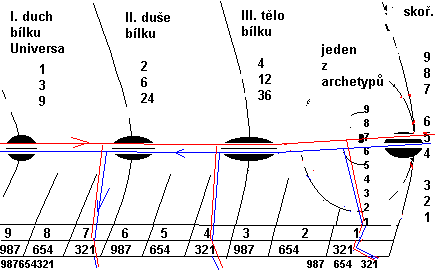 I. duch
bílku
Universa
1
3
9
II. duše
bílku
2
6
24
III. tělo
bílku
4
12
36
jeden
z
archetypů
9
8
7
6
5
4
3
2
1
skoř.
9
8
7
6
5
4
3
2
1
9 8 7 6 5 4 3 2 1
987 654 321 987 654 321 987 654 321
987654321 987 654 321